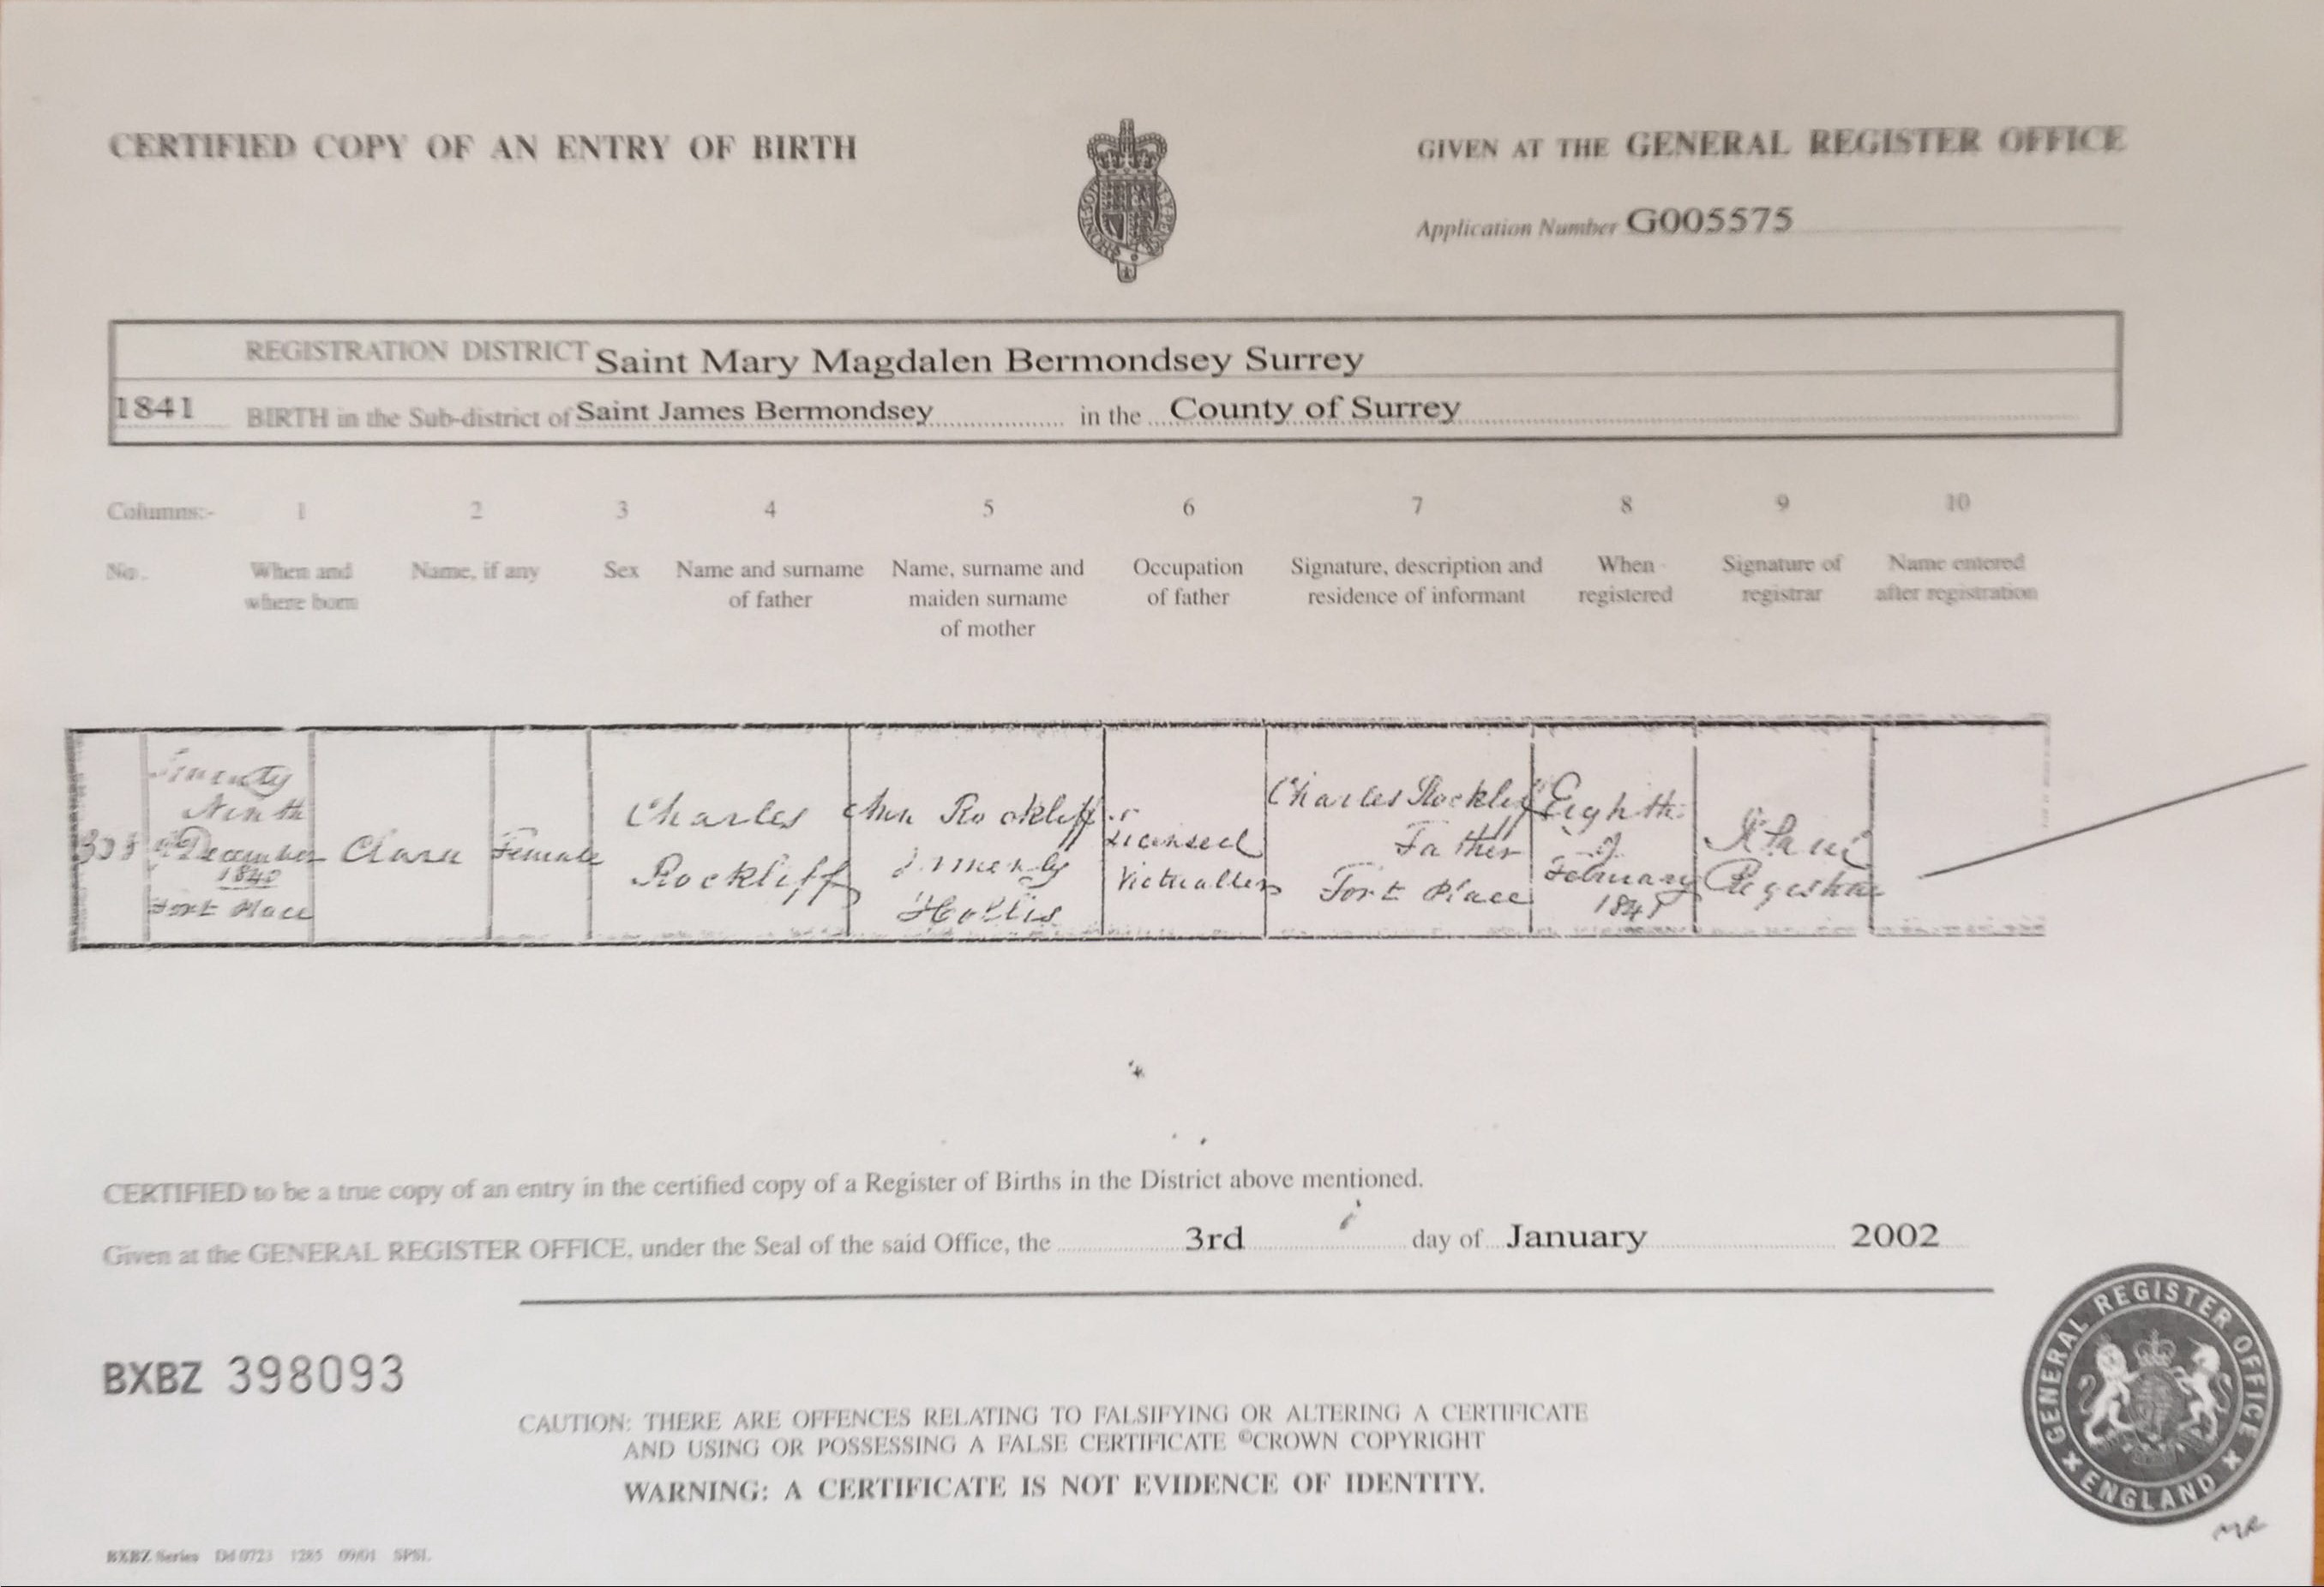 CERTIFIED COPY OF AN ENTRY OF BIRTH
GIVEN AT THE GENERAL REGISTER OFFICE
Application Number G005575
REGISTRATION DISTRICT Saint Mary Magdalen Bermondsey Surrey
1841 BIRTH in the Sub-district of Saint James Bermondsey in the County of Surrey
Columns:- 1 2 3 4 5 6 7 8 9 10
No. When and where born
Name, if any
Sex
Name and surname of father
Name, surname and maiden surname of mother
Occupation of father
Signature, description and residence of informant
When registered
Signature of registrar
Name entered after registration
Twenty
Ninth
December
1840
Fort Place
Clara
Female
Charles
Rockliff
Ann Rockliff
formerly
Hollis
Licensed
Victualler
Charles Rockliff
Father
Fort Place
Eighth
of
February
1841
Registrar
CERTIFIED to be a true copy of an entry in the certified copy of a Register of Births in the District above mentioned.
Given at the GENERAL REGISTER OFFICE, under the Seal of the said Office, the 3rd day of January 2002
BXBZ 398093
CAUTION: THERE ARE OFFENCES RELATING TO FALSIFYING OR ALTERING A CERTIFICATE
AND USING OR POSSESSING A FALSE CERTIFICATE ©CROWN COPYRIGHT
WARNING: A CERTIFICATE IS NOT EVIDENCE OF IDENTITY.
GENERAL REGISTER OFFICE
ENGLAND
MR
BXBZ Series Dd 0723 1285 09/01 SPSL